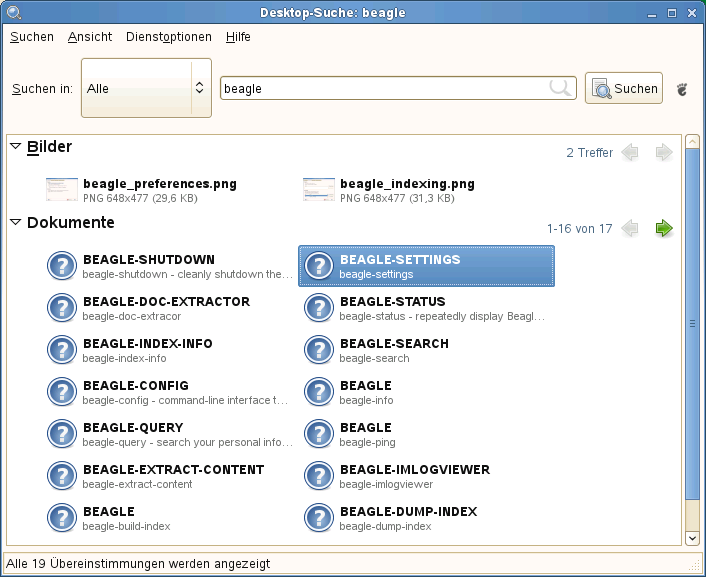 Desktop-Suche: beagle
Suchen Ansicht Dienstoptionen Hilfe
Suchen in: Alle beagle Suchen
Bilder
2 Treffer
beagle_preferences.png beagle_indexing.png
PNG 648x477 (29,6 KB) PNG 648x477 (31,3 KB)
Dokumente
1-16 von 17
BEAGLE-SHUTDOWN BEAGLE-SETTINGS
beagle-shutdown - cleanly shutdown the... beagle-settings
BEAGLE-DOC-EXTRACTOR BEAGLE-STATUS
beagle-doc-extracor beagle-status - repeatedly display Beagl...
BEAGLE-INDEX-INFO BEAGLE-SEARCH
beagle-index-info beagle-search
BEAGLE-CONFIG BEAGLE
beagle-config - command-line interface t... beagle-info
BEAGLE-QUERY BEAGLE
beagle-query - search your personal info... beagle-ping
BEAGLE-EXTRACT-CONTENT BEAGLE-IMLOGVIEWER
beagle-extract-content beagle-imlogviewer
BEAGLE BEAGLE-DUMP-INDEX
beagle-build-index beagle-dump-index
Alle 19 Übereinstimmungen werden angezeigt